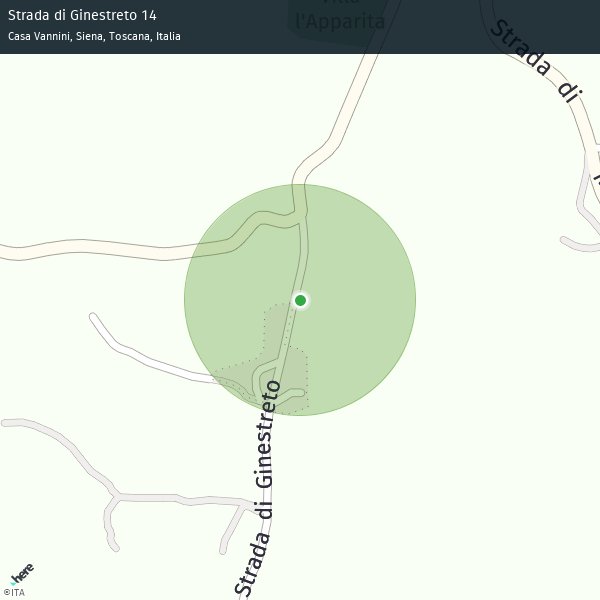 Strada di Ginestreto 14
Casa Vannini, Siena, Toscana, Italia
l'Apparita
Strada di
Strada di Ginestreto
here
©ITA